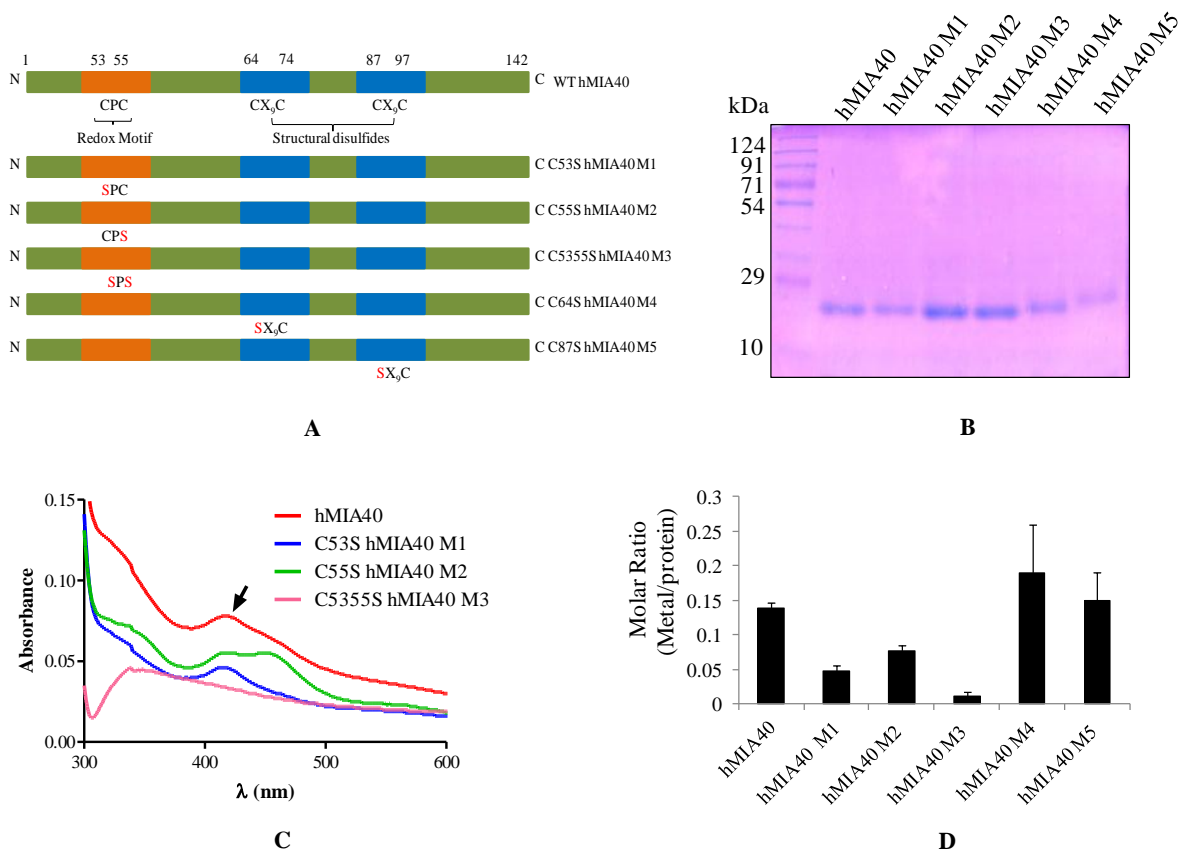 1 53 55 64 74 87 97 142
N C WT hMIA40
CPC CX₉C CX₉C
Redox Motif Structural disulfides
N C C53S hMIA40 M1
SPC
N C C55S hMIA40 M2
CPS
N C C5355S hMIA40 M3
SPS
N C C64S hMIA40 M4
SX₉C
N C C87S hMIA40 M5
SX₉C
A
hMIA40 hMIA40 M1 hMIA40 M2 hMIA40 M3 hMIA40 M4 hMIA40 M5
kDa
124
91
71
54
29
10
B
0.15
0.10
0.05
0.00
Absorbance
hMIA40
C53S hMIA40 M1
C55S hMIA40 M2
C5355S hMIA40 M3
300 400 500 600
λ (nm)
C
0.3
0.25
0.2
0.15
0.1
0.05
0
Molar Ratio
(Metal/protein)
hMIA40 hMIA40 M1 hMIA40 M2 hMIA40 M3 hMIA40 M4 hMIA40 M5
D